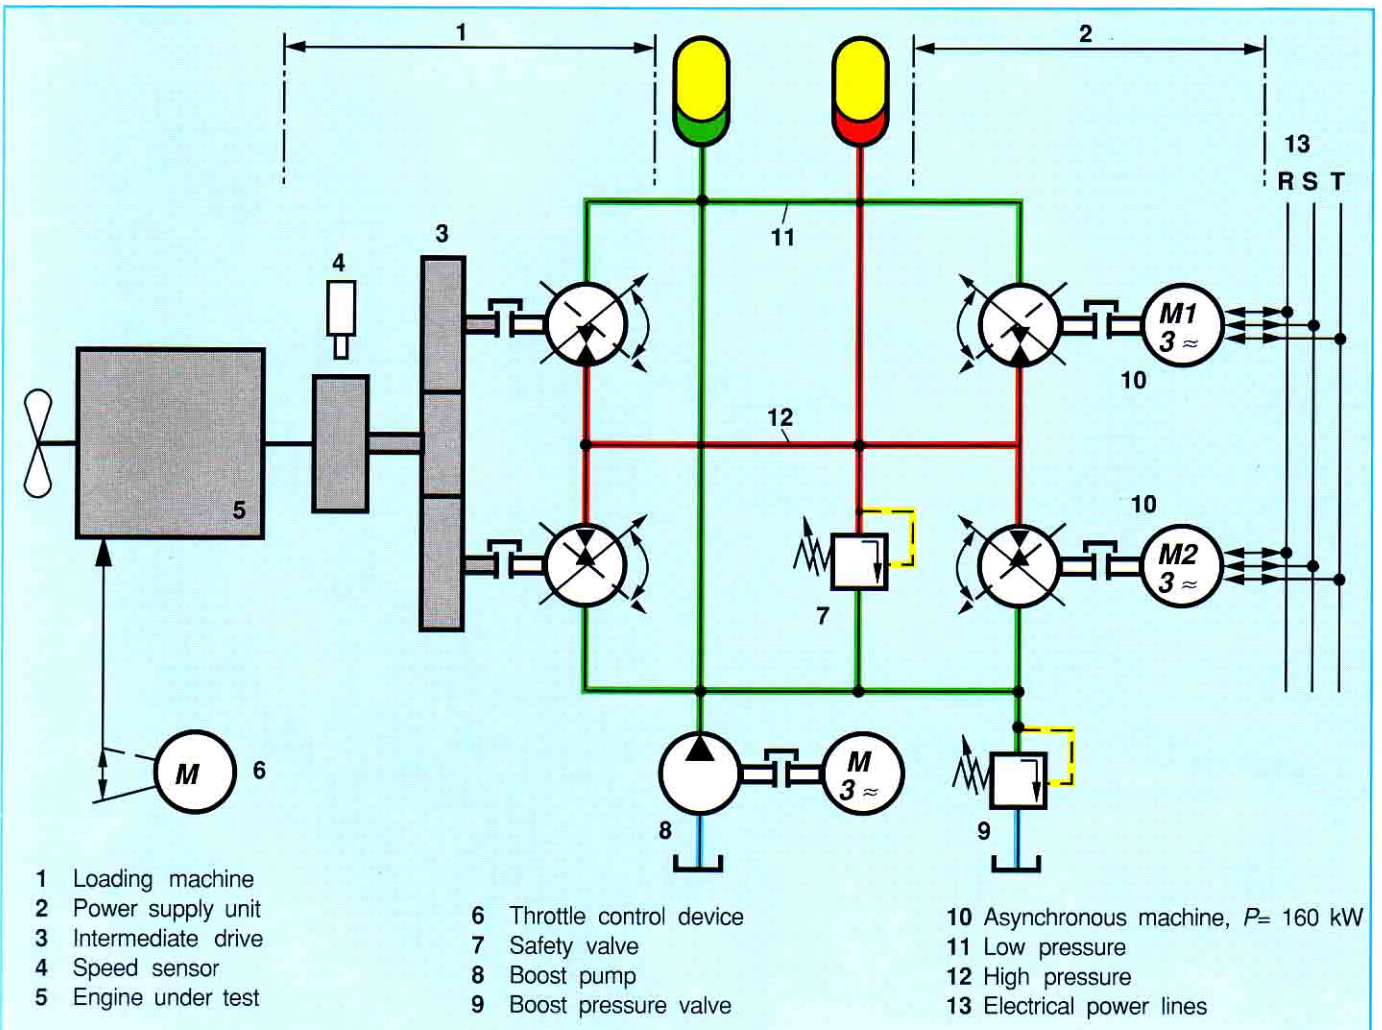 1
2
13
R S T
3
11
4
M1
3 ≈
10
12
10
5
M2
3 ≈
7
M
6
M
3 ≈
8
9
1 Loading machine
2 Power supply unit
3 Intermediate drive
4 Speed sensor
5 Engine under test
6 Throttle control device
7 Safety valve
8 Boost pump
9 Boost pressure valve
10 Asynchronous machine, P= 160 kW
11 Low pressure
12 High pressure
13 Electrical power lines